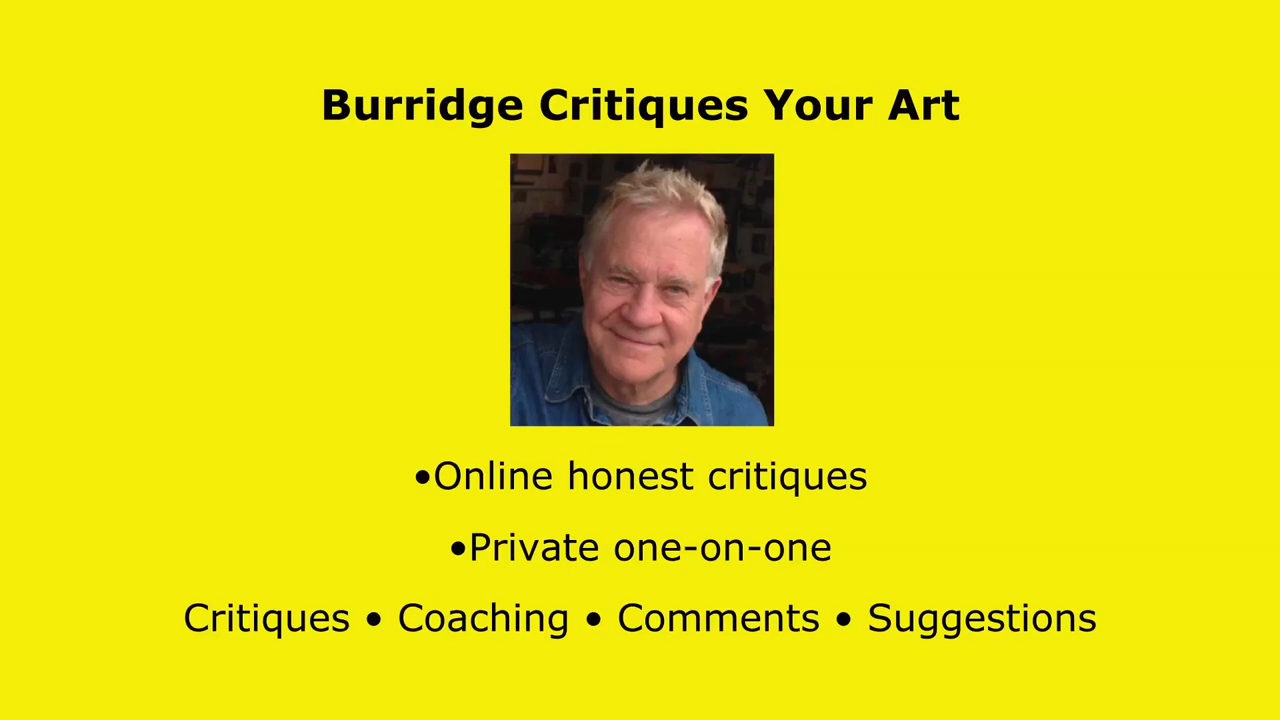 Burridge Critiques Your Art
•Online honest critiques
•Private one-on-one
Critiques • Coaching • Comments • Suggestions